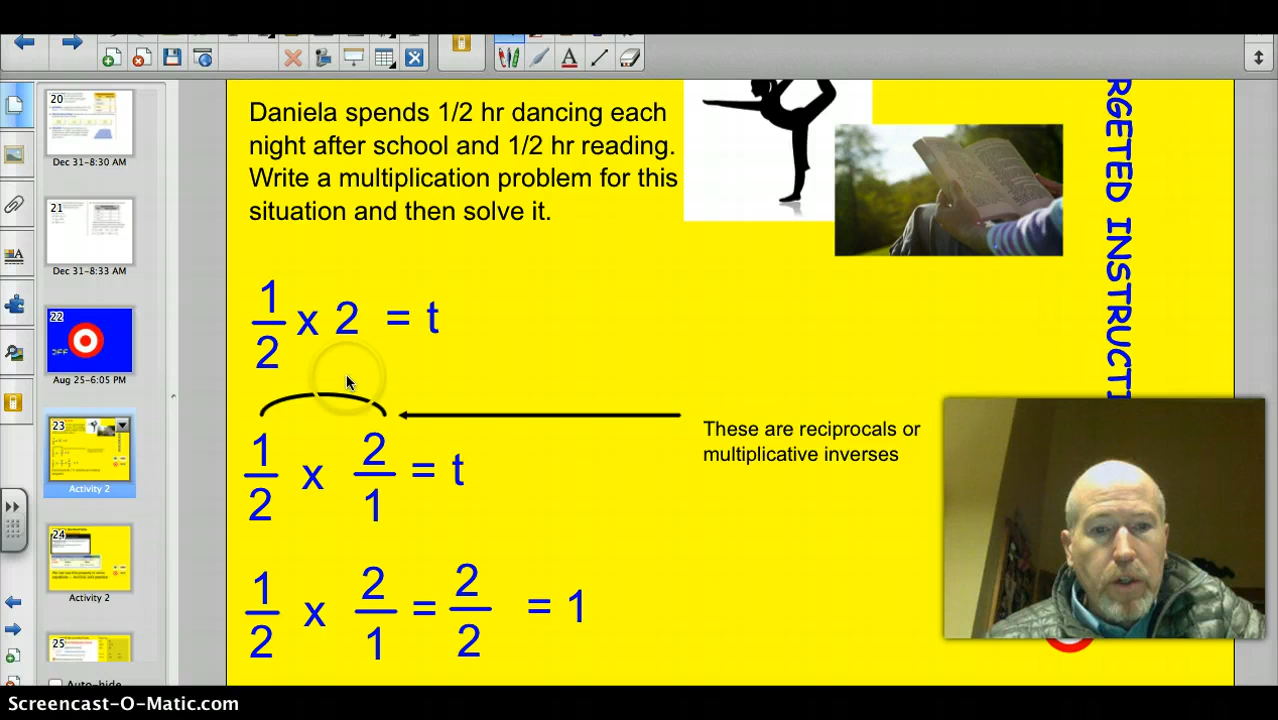 Daniela spends 1/2 hr dancing each
night after school and 1/2 hr reading.
Write a multiplication problem for this
situation and then solve it.
1/2 x 2 = t
1/2 x 2/1 = t
These are reciprocals or
multiplicative inverses
1/2 x 2/1 = 2/2 = 1
RGETED INSTRUCTI
20
Dec 31-8:30 AM
21
Dec 31-8:33 AM
22
OFF
Aug 25-6:05 PM
23
Activity 2
24
Activity 2
25
Auto-hide
Screencast-O-Matic.com